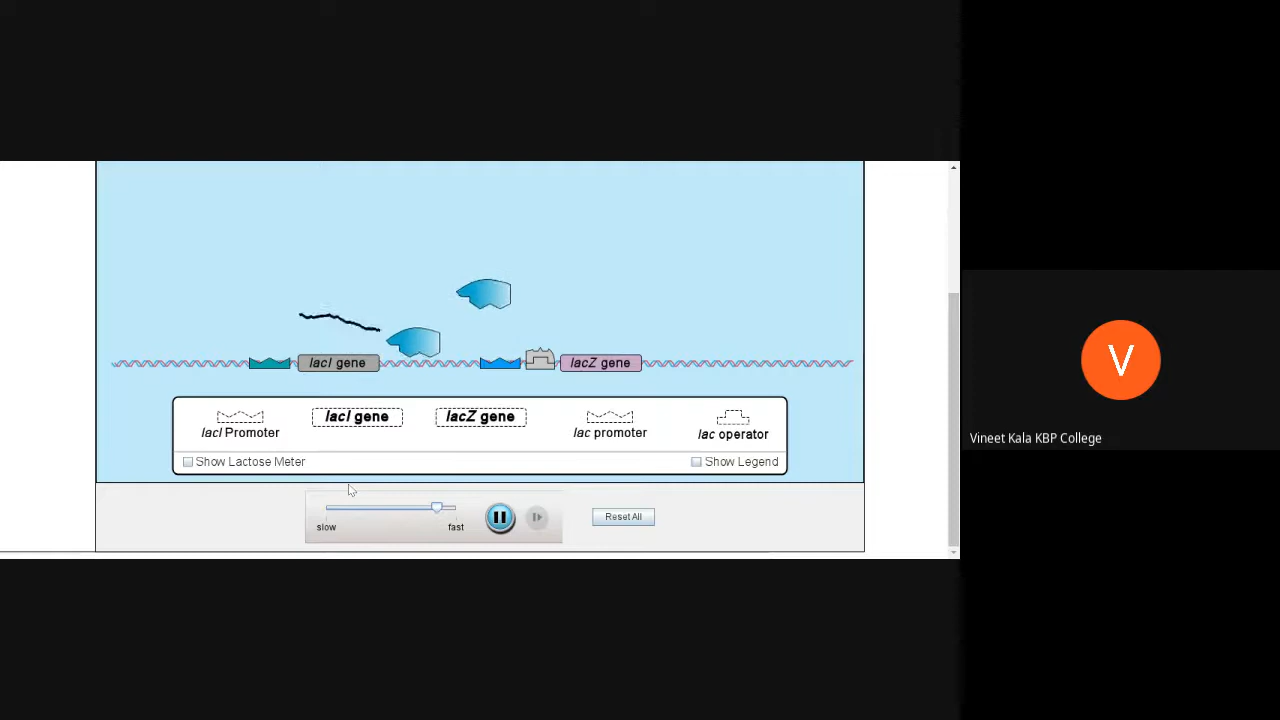 lacI gene
lacZ gene
lacI Promoter
lacI gene
lacZ gene
lac promoter
lac operator
Show Lactose Meter
Show Legend
slow
fast
Reset All
V
Vineet Kala KBP College